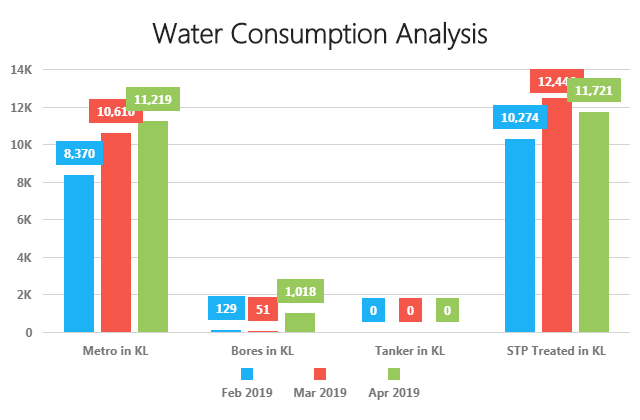 Water Consumption Analysis
14K
12K
10K
8K
6K
4K
2K
0
8,370
10,610
11,219
129
51
1,018
0
0
0
10,274
11,721
Metro in KL
Bores in KL
Tanker in KL
STP Treated in KL
Feb 2019
Mar 2019
Apr 2019